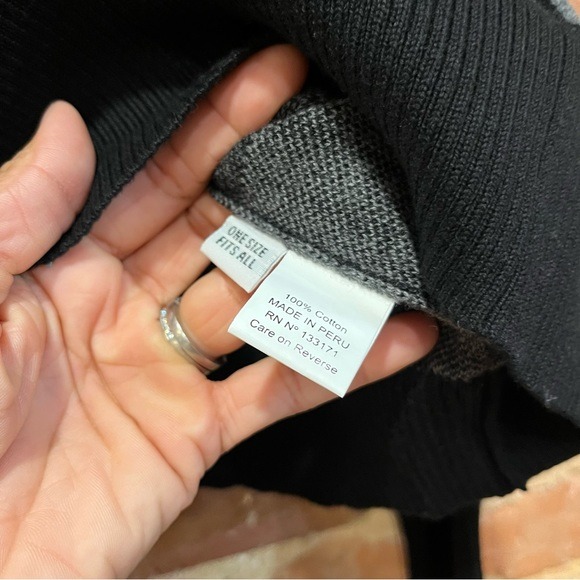 ONE SIZE
FITS ALL
100% Cotton
MADE IN PERU
RN Nº 133171
Care on Reverse